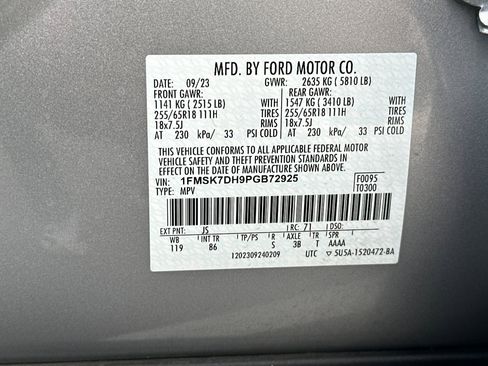 MFD. BY FORD MOTOR CO.
DATE: 09/23 GVWR: 2635 KG ( 5810 LB)
FRONT GAWR: REAR GAWR:
1141 KG ( 2515 LB) WITH 1547 KG ( 3410 LB) WITH
255/65R18 111H TIRES 255/65R18 111H TIRES
18x7.5J RIMS 18x7.5J RIMS
AT 230 kPa/ 33 PSI COLD AT 230 kPa/ 33 PSI COLD
THIS VEHICLE CONFORMS TO ALL APPLICABLE FEDERAL MOTOR
VEHICLE SAFETY AND THEFT PREVENTION STANDARDS IN
EFFECT ON THE DATE OF MANUFACTURE SHOWN ABOVE.
VIN: 1FMSK7DH9PGB72925 F0095
TYPE: MPV T0300
EXT PNT: JS RC: 71 DSO:
WB INT TR TP/PS R AXLE TR SPR
119 86 S 3B T AAAA
1202309240209 UTC ▽ 5U5A-1520472-BA